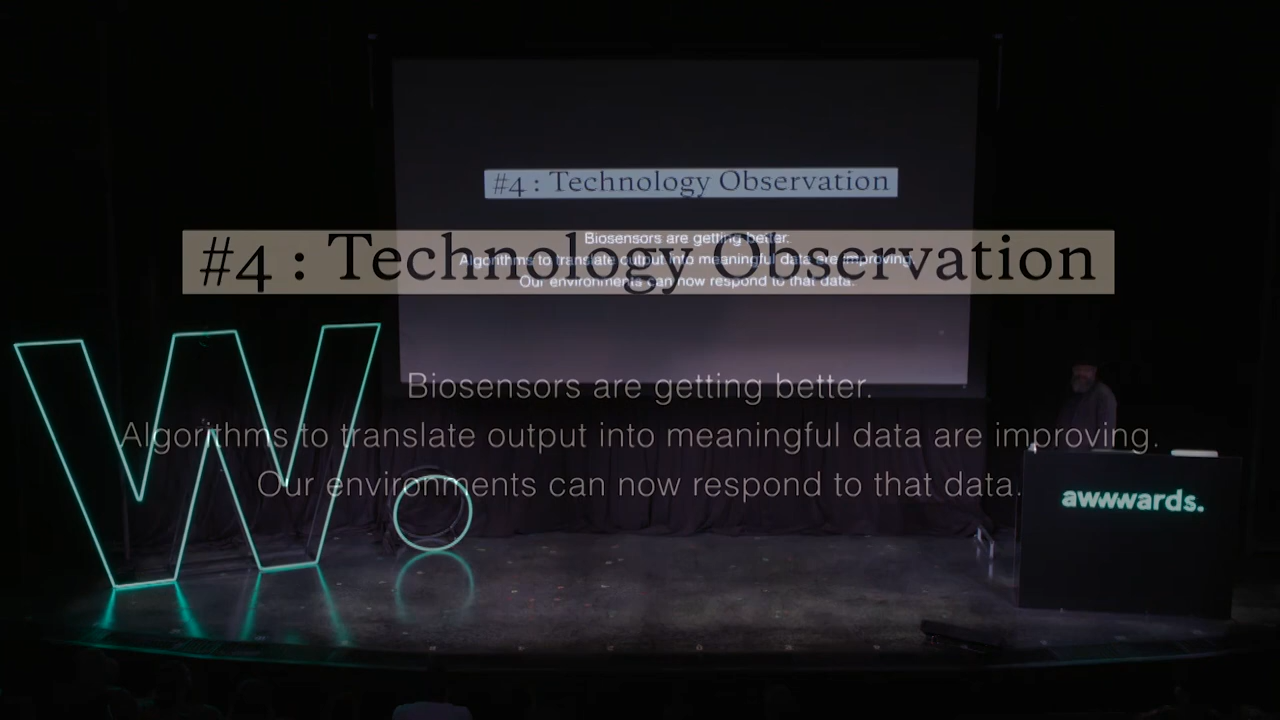 #4 : Technology Observation
Biosensors are getting better.
Algorithms to translate output into meaningful data are improving.
Our environments can now respond to that data.
#4 : Technology Observation
Biosensors are getting better.
Algorithms to translate output into meaningful data are improving.
Our environments can now respond to that data.
W.
awwwards.